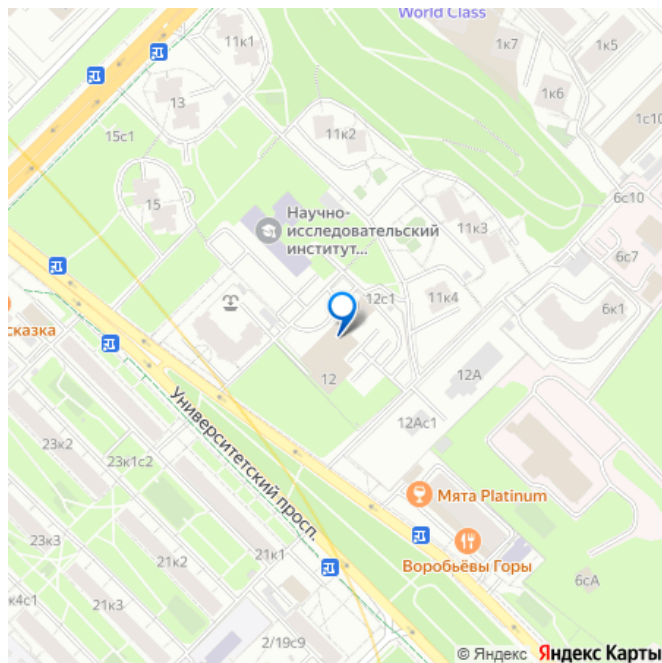 World Class
11к1
1к7
1к5
13
1к6
1с10
15с1
11к2
15
Научно-
исследовательский
институт...
6с10
11к3
6с7
12с1
11к4
6к1
сказка
12
12А
Университетский просп.
12Ас1
23к2
23к1с2
Мята Platinum
23к3
21к2
21к1
Воробьёвы Горы
к4с1
21к3
6сА
2/19с9
© Яндекс Яндекс Карты